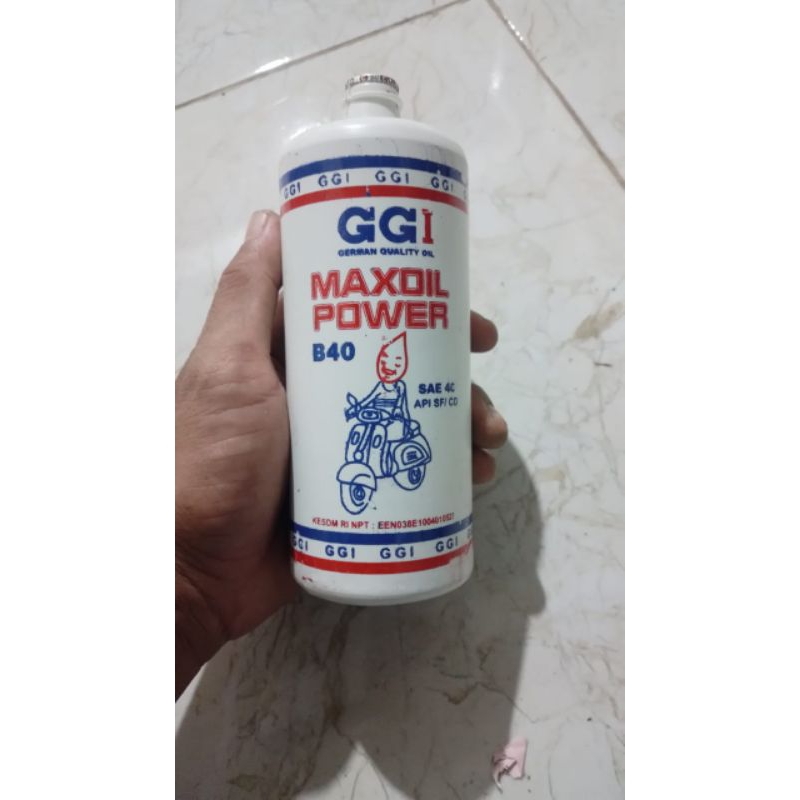 GGI GGI GGI GGI
GGI
GERMAN QUALITY OIL
MAXOIL
POWER
B40
SAE 40
API SF/ CD
KESDM RI NPT :
GGI GGI GGI GGI